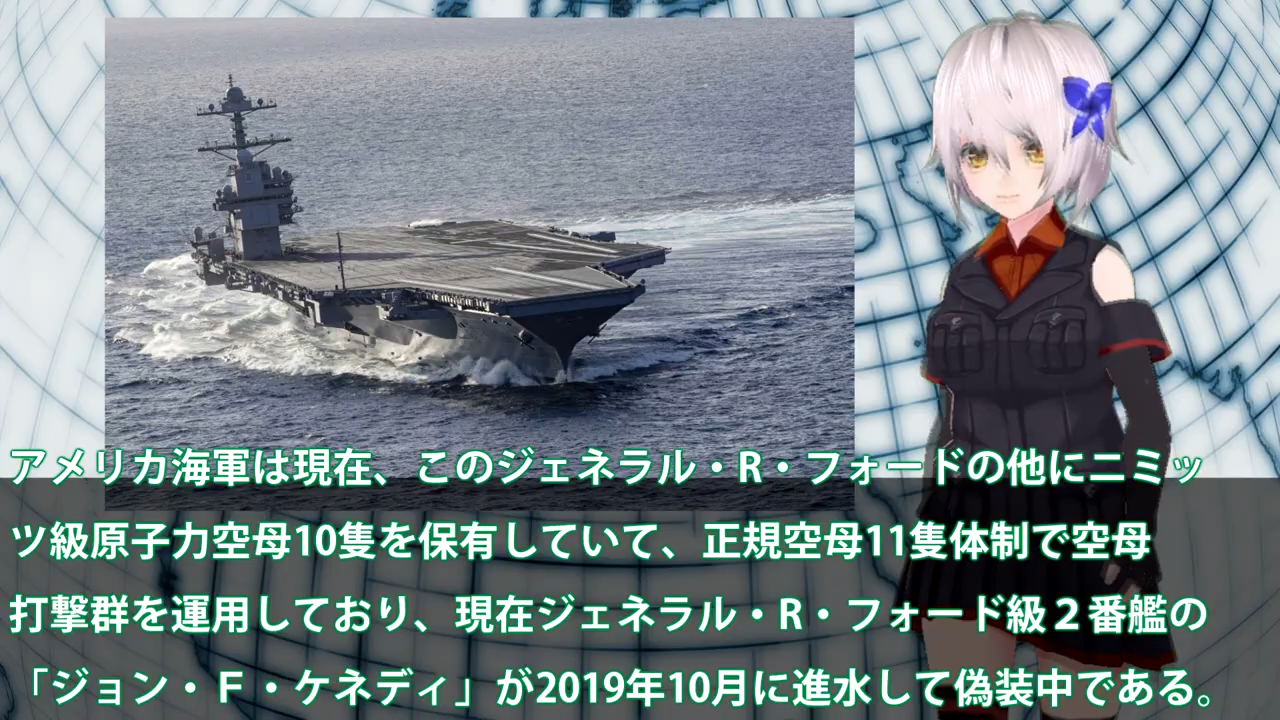 アメリカ海軍は現在、このジェネラル・R・フォードの他にニミッ
ツ級原子力空母10隻を保有していて、正規空母11隻体制で空母
打撃群を運用しており、現在ジェネラル・R・フォード級２番艦の
「ジョン・Ｆ・ケネディ」が2019年10月に進水して偽装中である。